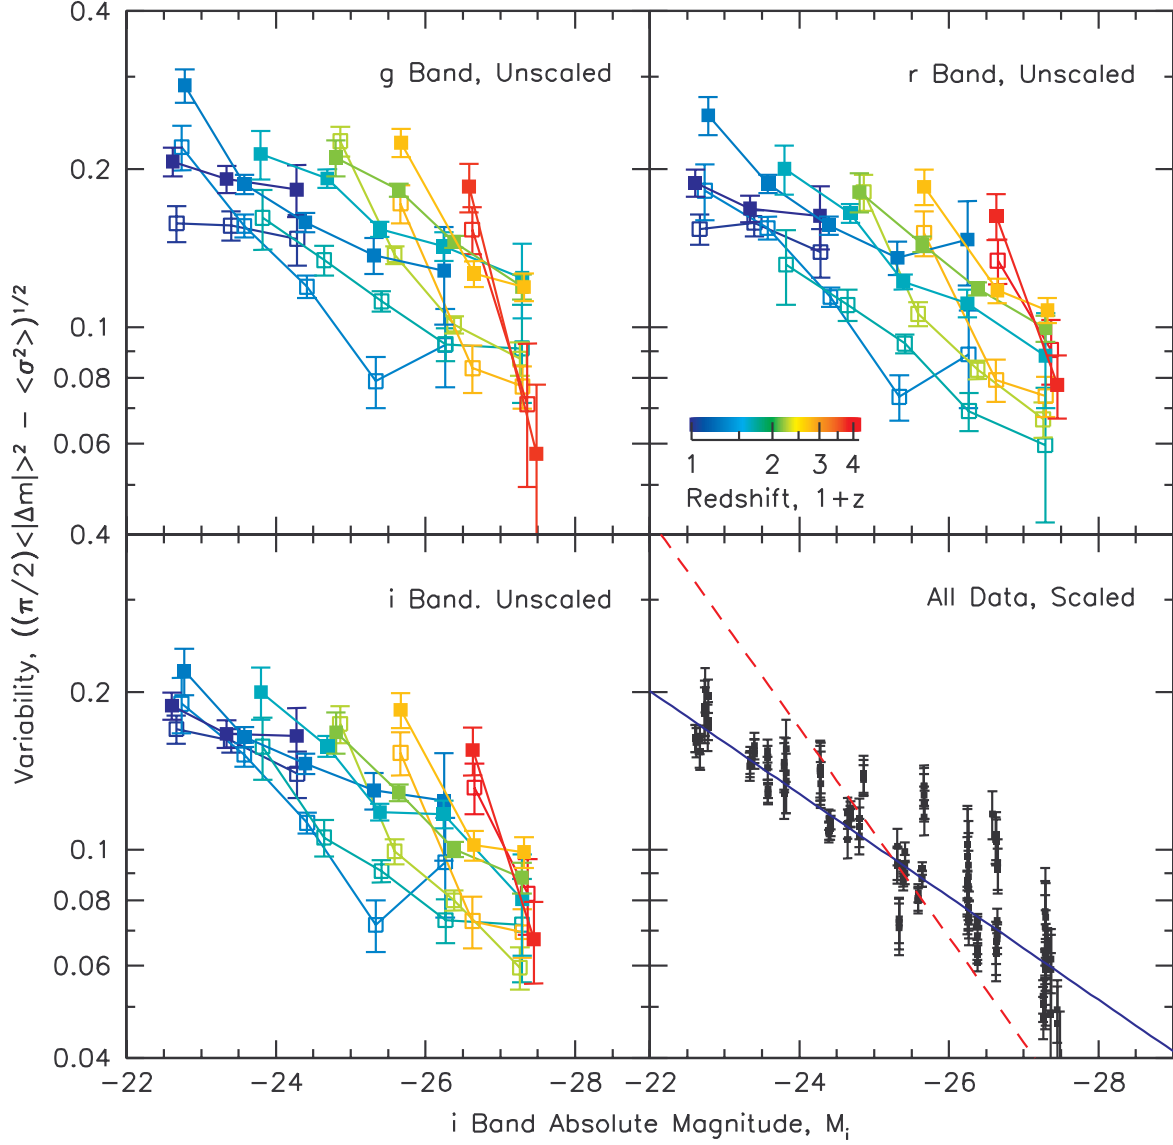 0.4
g Band, Unscaled
r Band, Unscaled
0.2
0.1
0.08
0.06
1 2 3 4
Redshift, 1+z
Variability, ((π/2)<|Δm|>² − <σ²>)¹/²
0.4
i Band. Unscaled
All Data, Scaled
0.2
0.1
0.08
0.06
0.04
−22 −24 −26 −22 −24 −26 −28
i Band Absolute Magnitude, Mᵢ